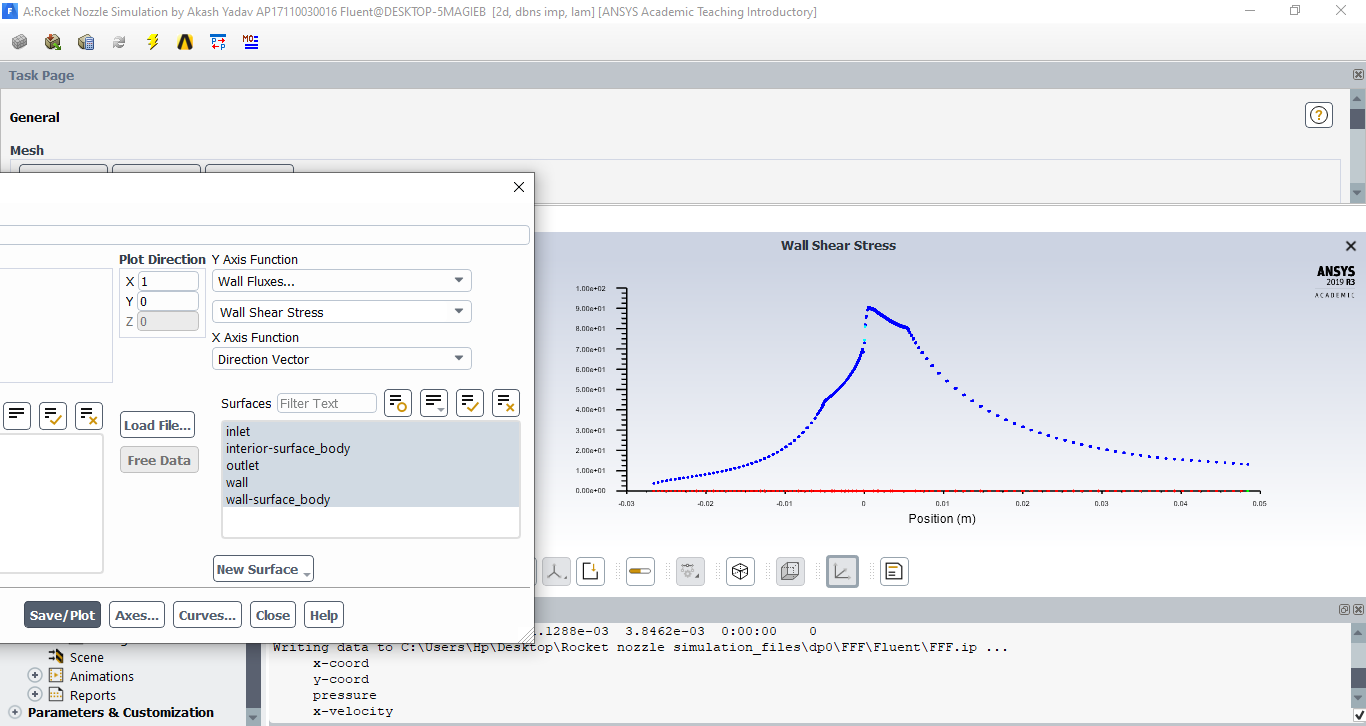 A:Rocket Nozzle Simulation by Akash Yadav AP17110030016 Fluent@DESKTOP-5MAGIEB [2d, dbns imp, lam] [ANSYS Academic Teaching Introductory]
Task Page
General
Mesh
Plot Direction
X 1
Y 0
Z 0
Y Axis Function
Wall Fluxes...
Wall Shear Stress
X Axis Function
Direction Vector
Load File...
Free Data
Surfaces Filter Text
inlet
interior-surface_body
outlet
wall
wall-surface_body
New Surface
Save/Plot Axes... Curves... Close Help
Wall Shear Stress
ANSYS
2019 R3
ACADEMIC
1.00e+02
9.00e+01
8.00e+01
7.00e+01
6.00e+01
5.00e+01
4.00e+01
3.00e+01
2.00e+01
1.00e+01
0.00e+00
-0.03 -0.02 -0.01 0 0.01 0.02 0.03 0.04 0.05
Position (m)
Scene
Animations
Reports
Parameters & Customization
.1288e-03 3.8462e-03 0:00:00 0
Writing data to C:\Users\Hp\Desktop\Rocket nozzle simulation_files\dp0\FFF\Fluent\FFF.ip ...
x-coord
y-coord
pressure
x-velocity